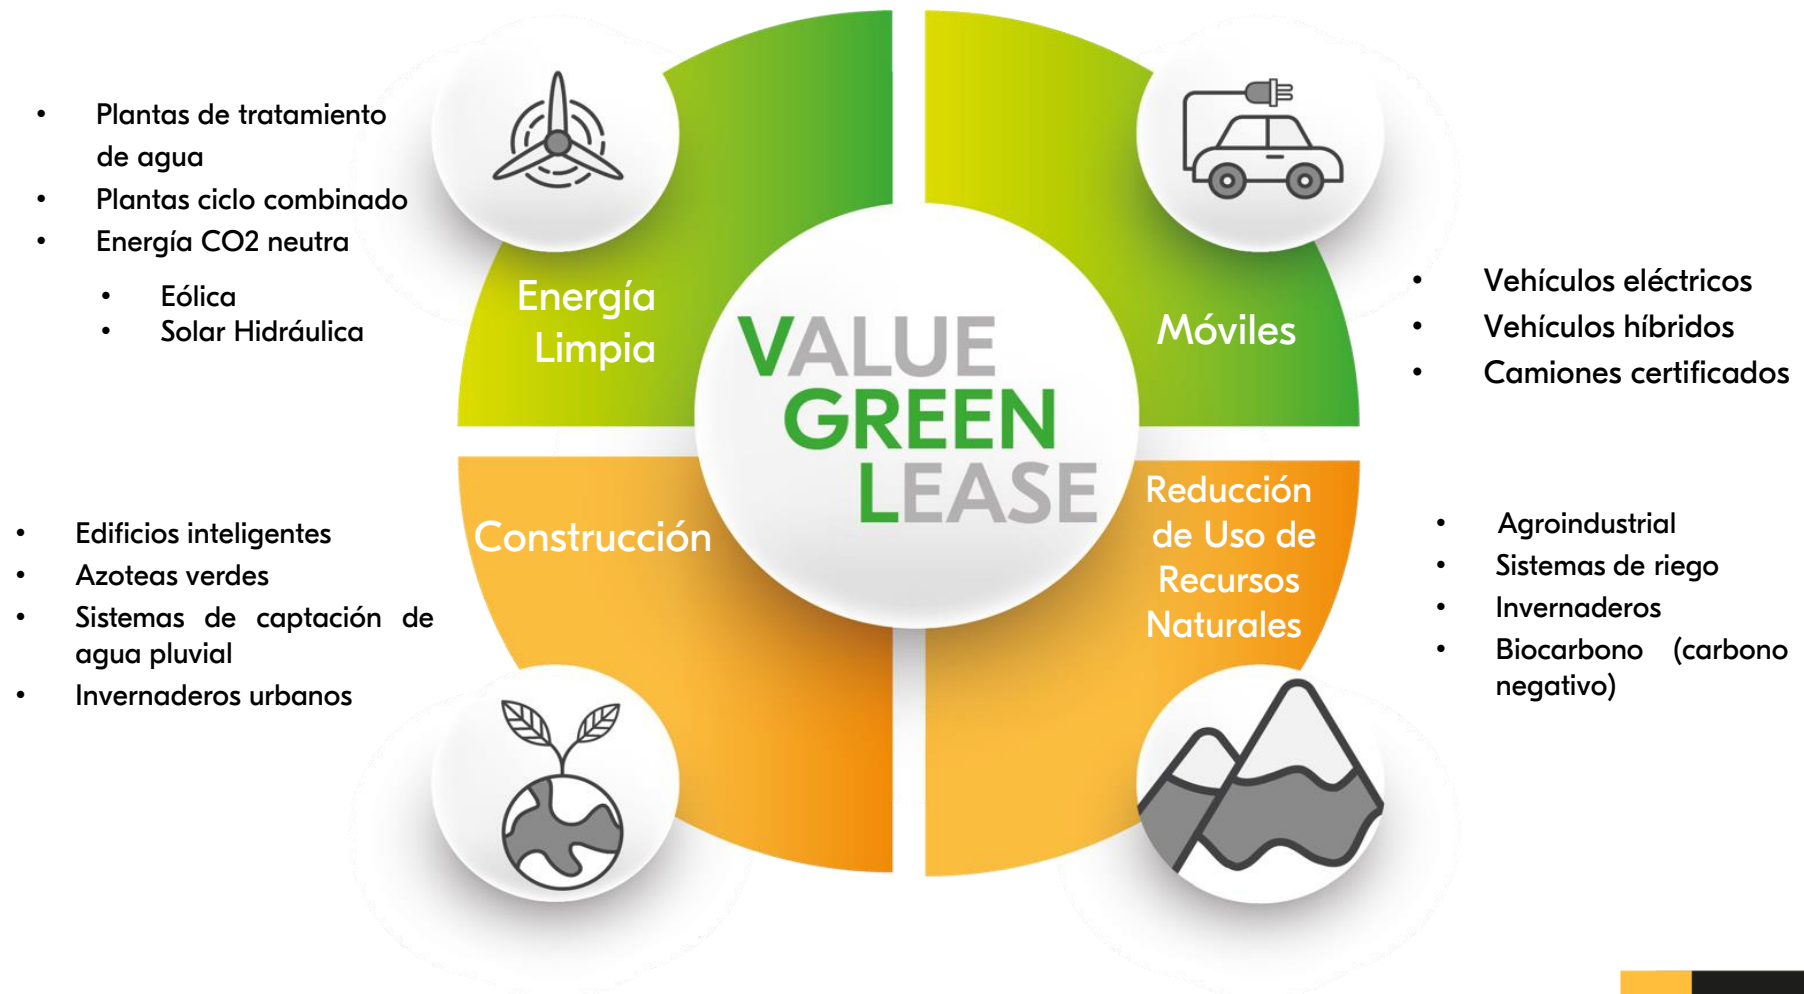 • Plantas de tratamiento
de agua
• Plantas ciclo combinado
• Energía CO2 neutra
• Eólica
• Solar Hidráulica
Energía
Limpia
Móviles
• Vehículos eléctricos
• Vehículos híbridos
• Camiones certificados
VALUE
GREEN
LEASE
• Edificios inteligentes
• Azoteas verdes
• Sistemas de captación de
agua pluvial
• Invernaderos urbanos
Construcción
Reducción
de Uso de
Recursos
Naturales
• Agroindustrial
• Sistemas de riego
• Invernaderos
• Biocarbono (carbono
negativo)